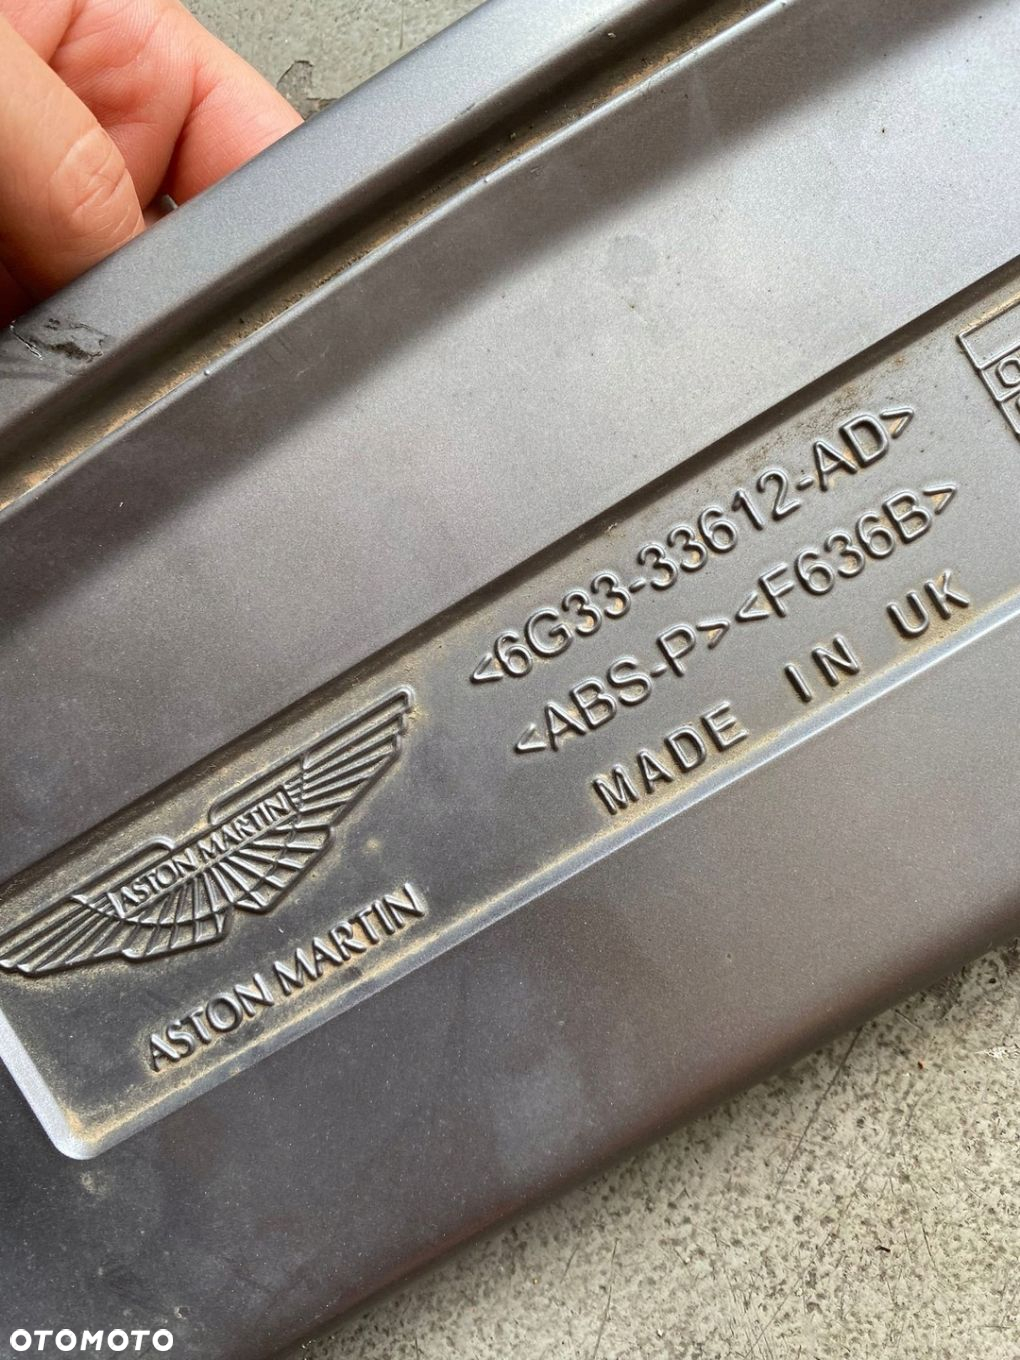 <6G33-33612-AD>
<ABS-P><F636B>
MADE IN UK
ASTON MARTIN
ASTON MARTIN
OTOMOTO